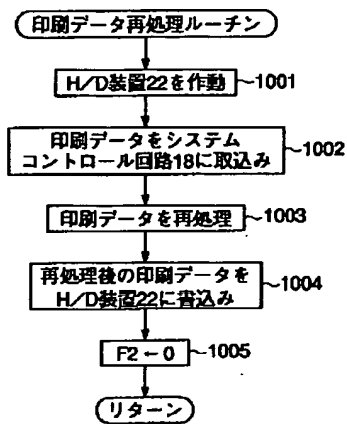 印刷データ再処理ルーチン
H/D装置22を作動
1001
印刷データをシステム
コントロール回路18に取込み
1002
印刷データを再処理
1003
再処理後の印刷データを
H/D装置22に書込み
1004
F2←0
1005
リターン